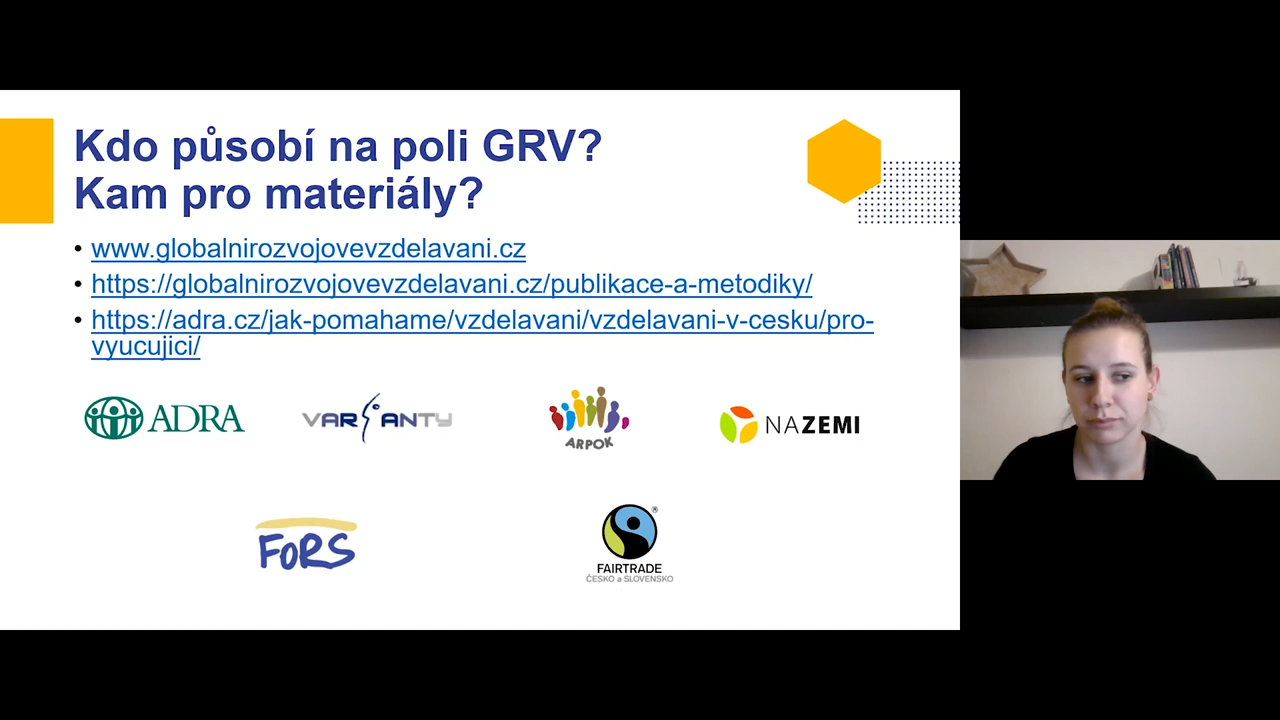 Kdo působí na poli GRV?
Kam pro materiály?
• www.globalnirozvojovevzdelavani.cz
• https://globalnirozvojovevzdelavani.cz/publikace-a-metodiky/
• https://adra.cz/jak-pomahame/vzdelavani/vzdelavani-v-cesku/pro-
vyucujici/
ADRA
VARIANTY
ARPOK
NAZEMI
FoRS
®
FAIRTRADE
ČESKO a SLOVENSKO